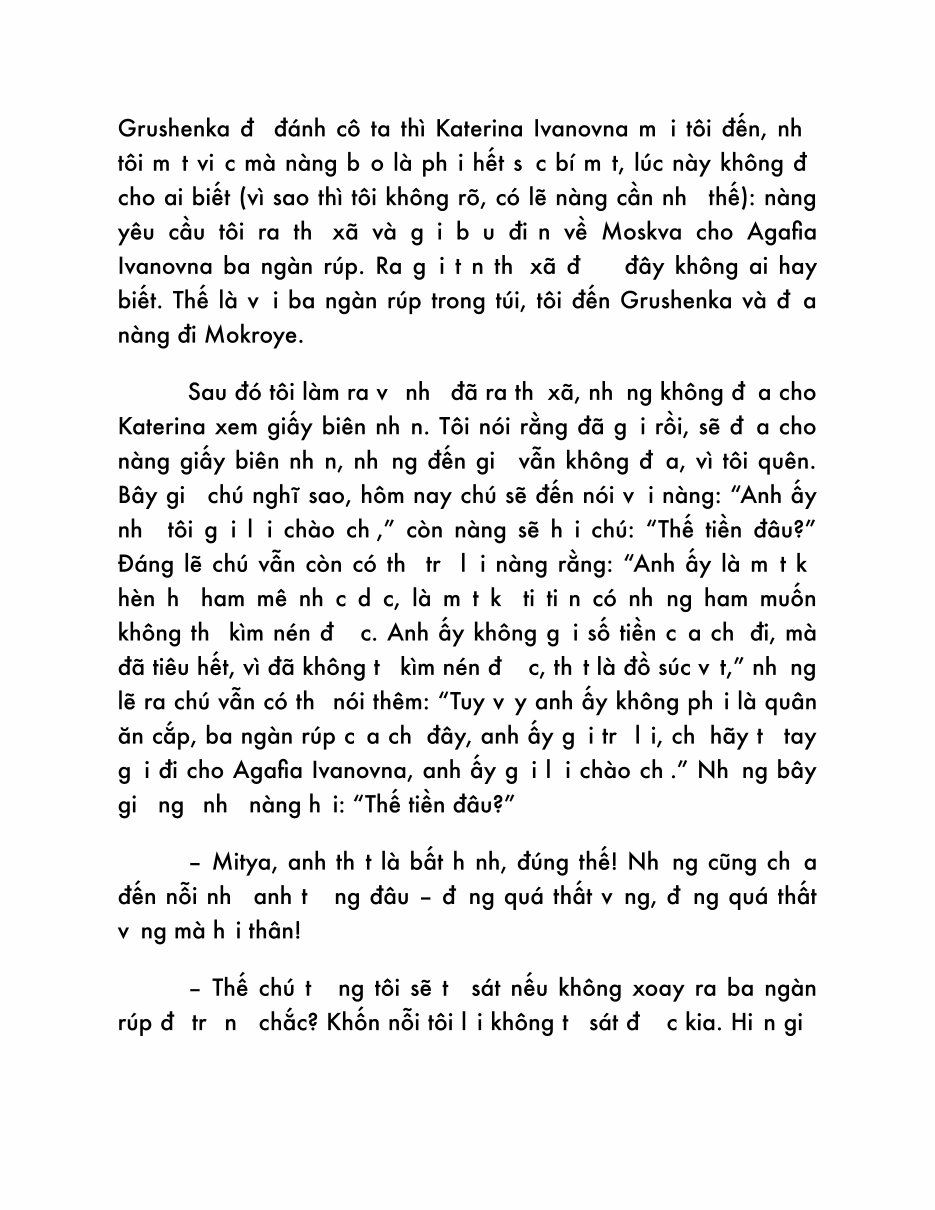 Grushenka đ đánh cô ta thì Katerina Ivanovna m i tôi đến, nh
tôi m t vi c mà nàng b o là ph i hết s c bí m t, lúc này không đ
cho ai biết (vì sao thì tôi không rõ, có lẽ nàng cần nh thế): nàng
yêu cầu tôi ra th xã và g i b u đi n về Moskva cho Agafia
Ivanovna ba ngàn rúp. Ra g i t n th xã đ đây không ai hay
biết. Thế là v i ba ngàn rúp trong túi, tôi đến Grushenka và đ a
nàng đi Mokroye.
Sau đó tôi làm ra v nh đã ra th xã, nh ng không đ a cho
Katerina xem giấy biên nh n. Tôi nói rằng đã g i rồi, sẽ đ a cho
nàng giấy biên nh n, nh ng đến gi vẫn không đ a, vì tôi quên.
Bây gi chú nghĩ sao, hôm nay chú sẽ đến nói v i nàng: “Anh ấy
nh tôi g i l i chào ch ,” còn nàng sẽ h i chú: “Thế tiền đâu?”
Đáng lẽ chú vẫn còn có th tr l i nàng rằng: “Anh ấy là m t k
hèn h ham mê nh c d c, là m t k ti ti n có nh ng ham muốn
không th kìm nén đ c. Anh ấy không g i số tiền c a ch đi, mà
đã tiêu hết, vì đã không t kìm nén đ c, th t là đồ súc v t,” nh ng
lẽ ra chú vẫn có th nói thêm: “Tuy v y anh ấy không ph i là quân
ăn cắp, ba ngàn rúp c a ch đây, anh ấy g i tr l i, ch hãy t tay
g i đi cho Agafia Ivanovna, anh ấy g i l i chào ch .” Nh ng bây
gi ng nh nàng h i: “Thế tiền đâu?”
– Mitya, anh th t là bất h nh, đúng thế! Nh ng cũng ch a
đến nỗi nh anh t ng đâu – đ ng quá thất v ng, đ ng quá thất
v ng mà h i thân!
– Thế chú t ng tôi sẽ t sát nếu không xoay ra ba ngàn
rúp đ tr n chắc? Khốn nỗi tôi l i không t sát đ c kia. Hi n gi